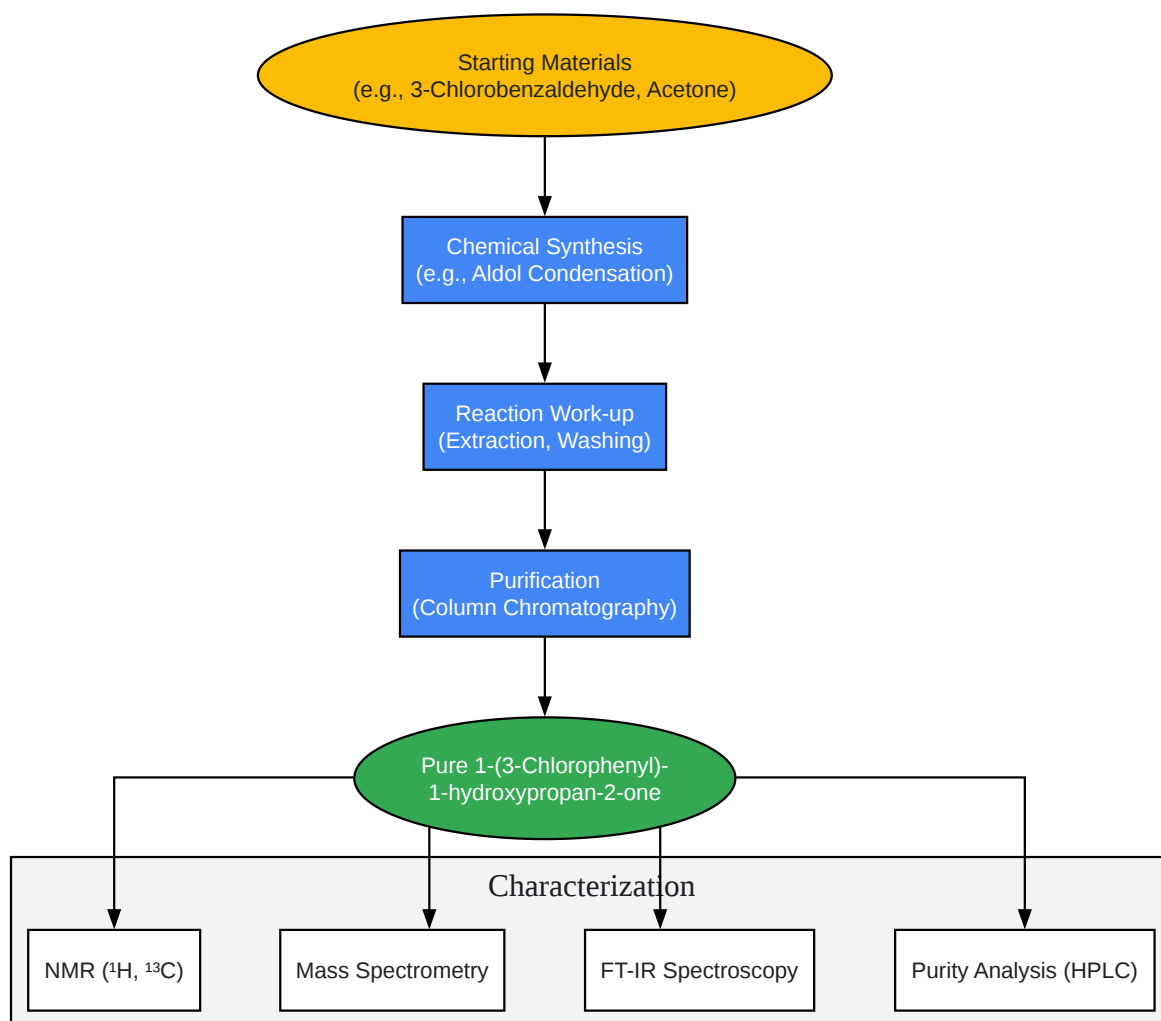 Starting Materials
(e.g., 3-Chlorobenzaldehyde, Acetone)
Chemical Synthesis
(e.g., Aldol Condensation)
Reaction Work-up
(Extraction, Washing)
Purification
(Column Chromatography)
Pure 1-(3-Chlorophenyl)-
1-hydroxypropan-2-one
Characterization
NMR (¹H, ¹³C)
Mass Spectrometry
FT-IR Spectroscopy
Purity Analysis (HPLC)